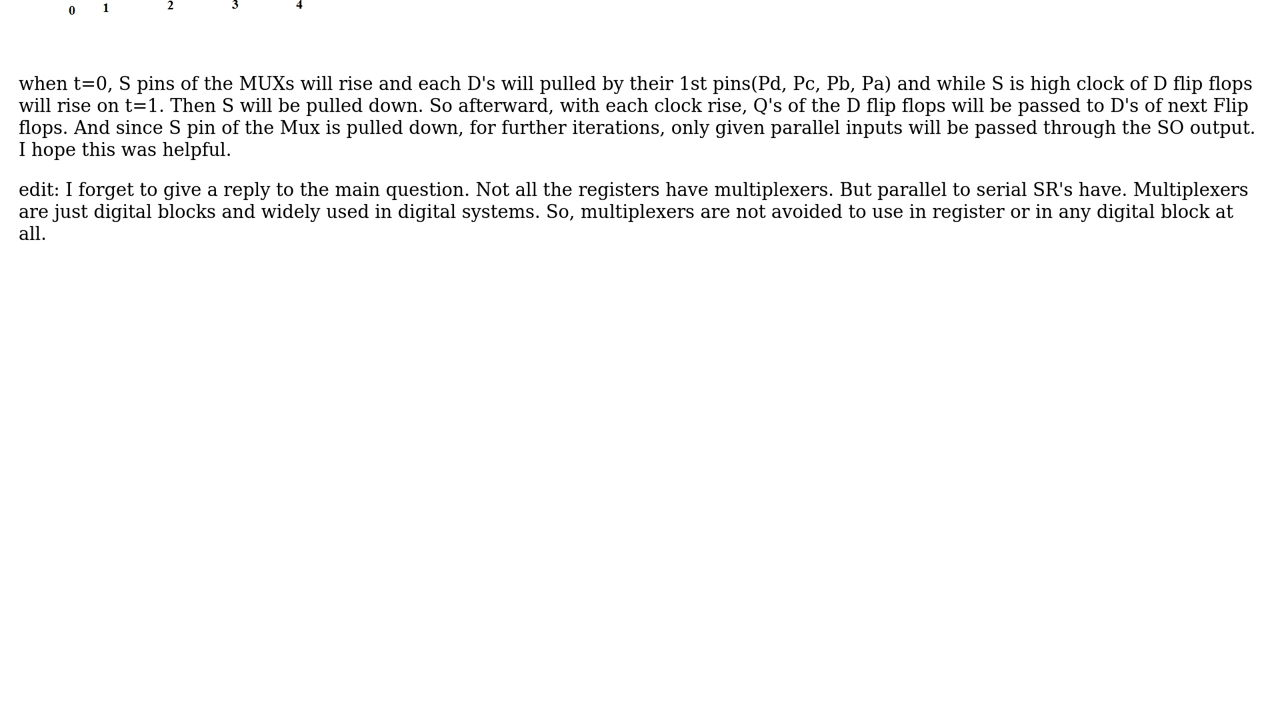 0 1 2 3 4
when t=0, S pins of the MUXs will rise and each D's will pulled by their 1st pins(Pd, Pc, Pb, Pa) and while S is high clock of D flip flops
will rise on t=1. Then S will be pulled down. So afterward, with each clock rise, Q's of the D flip flops will be passed to D's of next Flip
flops. And since S pin of the Mux is pulled down, for further iterations, only given parallel inputs will be passed through the SO output.
I hope this was helpful.
edit: I forget to give a reply to the main question. Not all the registers have multiplexers. But parallel to serial SR's have. Multiplexers
are just digital blocks and widely used in digital systems. So, multiplexers are not avoided to use in register or in any digital block at
all.